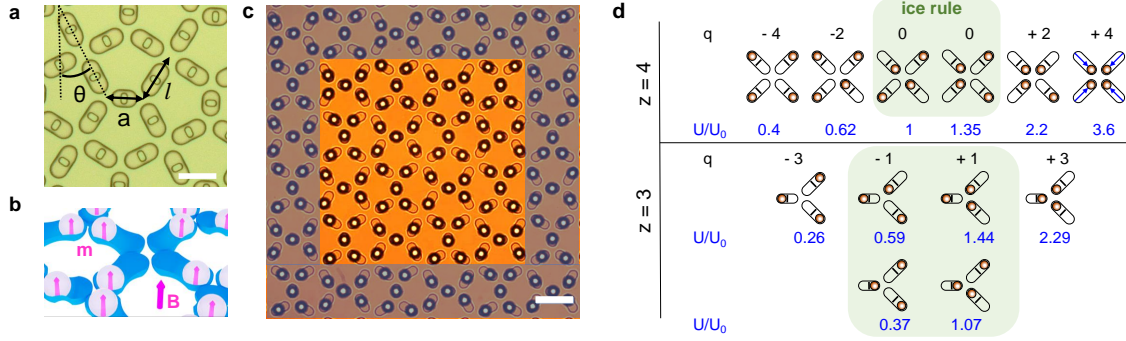 a
θ
a
l
b
m
B
c
d
ice rule
q
- 4
-2
0
0
+ 2
+ 4
z = 4
U/U0
0.4
0.62
1
1.35
2.2
3.6
q
- 3
- 1
+ 1
+ 3
z = 3
U/U0
0.26
0.59
1.44
2.29
U/U0
0.37
1.07